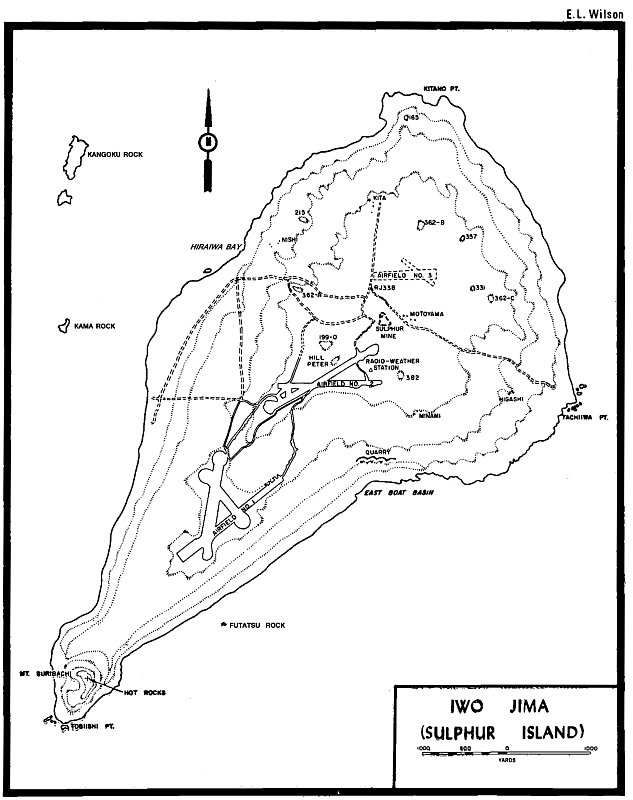 E.L. Wilson
KITANO PT.
165
KANGOKU ROCK
KITA
215
362-B
HIRAIWA BAY
NISHI
357
AIRFIELD NO. 3
362-A
RJ338
331
362-C
KAMA ROCK
MOTOYAMA
SULPHUR
MINE
199-O
HILL
PETER
RADIO-WEATHER
STATION
382
AIRFIELD NO. 2
HIGASHI
TACHIIWA PT.
MINAMI
QUARRY
EAST BOAT BASIN
AIRFIELD NO 1
FUTATSU ROCK
MT. SURIBACHI
HOT ROCKS
TOBIISHI PT.
IWO JIMA
(SULPHUR ISLAND)
1000 500 0 1000
YARDS